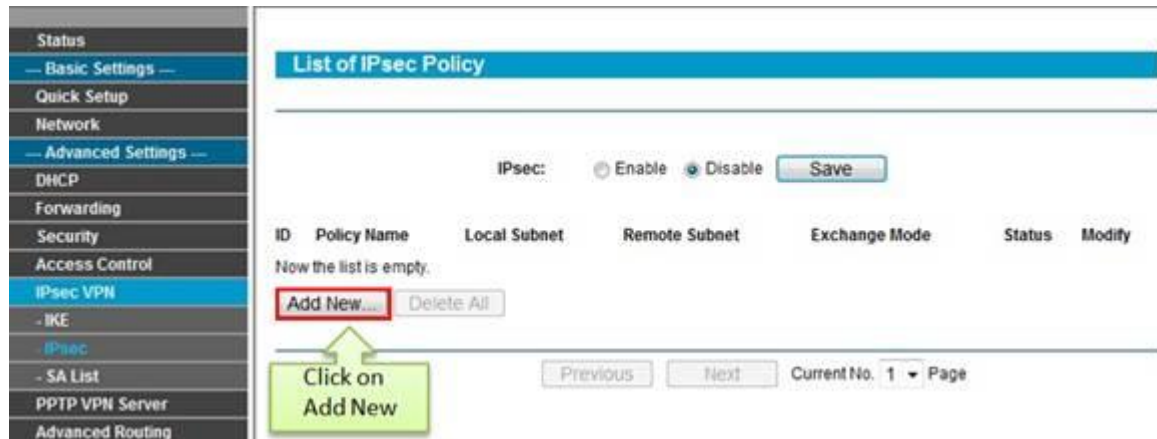 Status
— Basic Settings —
Quick Setup
Network
— Advanced Settings —
DHCP
Forwarding
Security
Access Control
IPsec VPN
- IKE
- IPsec
- SA List
PPTP VPN Server
Advanced Routing
List of IPsec Policy
IPsec: Enable Disable Save
ID Policy Name Local Subnet Remote Subnet Exchange Mode Status Modify
Now the list is empty.
Add New... Delete All
Click on
Add New
Previous Next Current No. 1 Page